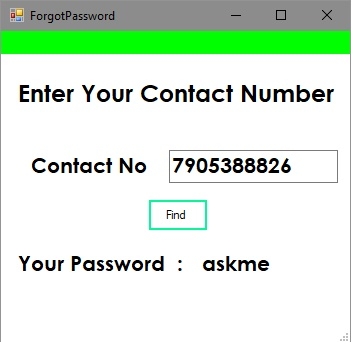 ForgotPassword
Enter Your Contact Number
Contact No 7905388826
Find
Your Password : askme